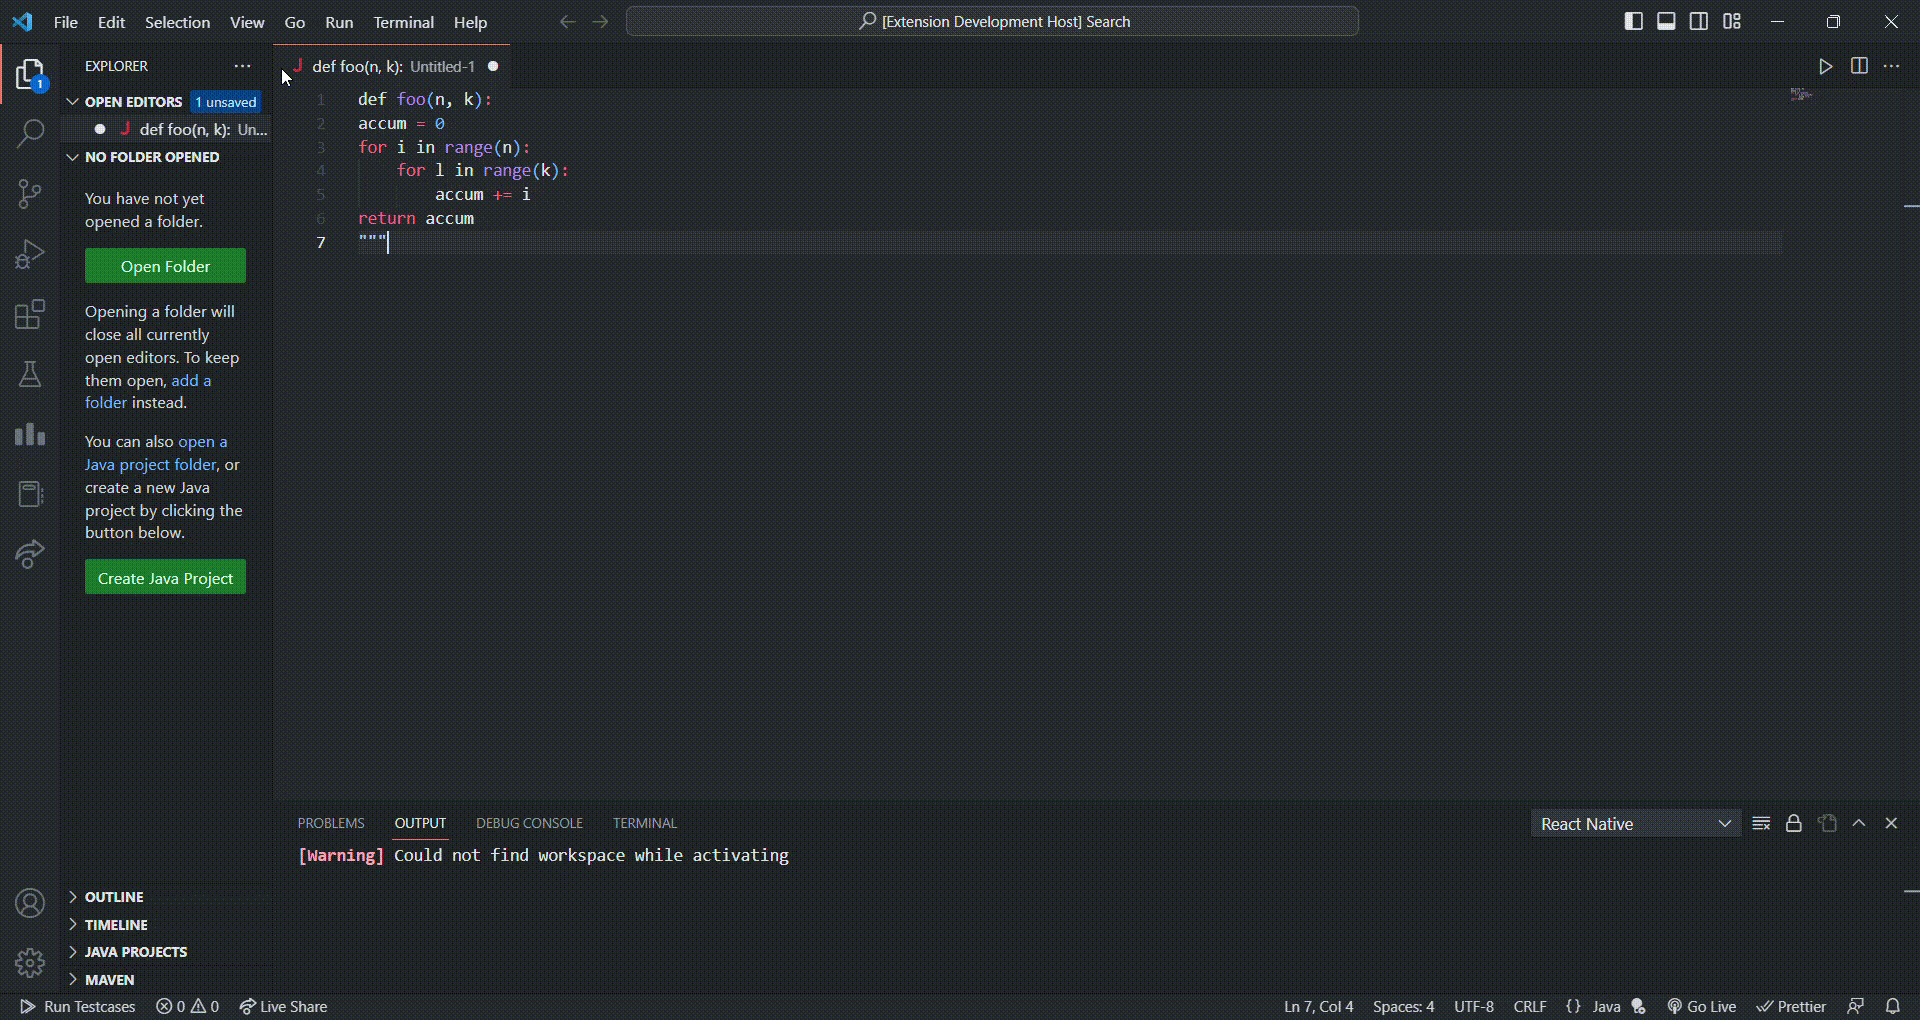 File Edit Selection View Go Run Terminal Help
[Extension Development Host] Search
EXPLORER
1
OPEN EDITORS 1 unsaved
J def foo(n, k): Un...
NO FOLDER OPENED
You have not yet
opened a folder.
Open Folder
Opening a folder will
close all currently
open editors. To keep
them open, add a
folder instead.
You can also open a
Java project folder, or
create a new Java
project by clicking the
button below.
Create Java Project
OUTLINE
TIMELINE
JAVA PROJECTS
MAVEN
J def foo(n, k): Untitled-1
1 def foo(n, k):
2 accum = 0
3 for i in range(n):
4     for l in range(k):
5         accum += i
6 return accum
7 """
PROBLEMS OUTPUT DEBUG CONSOLE TERMINAL
React Native
[Warning] Could not find workspace while activating
Run Testcases 0 0 Live Share
Ln 7, Col 4 Spaces: 4 UTF-8 CRLF {} Java Go Live Prettier